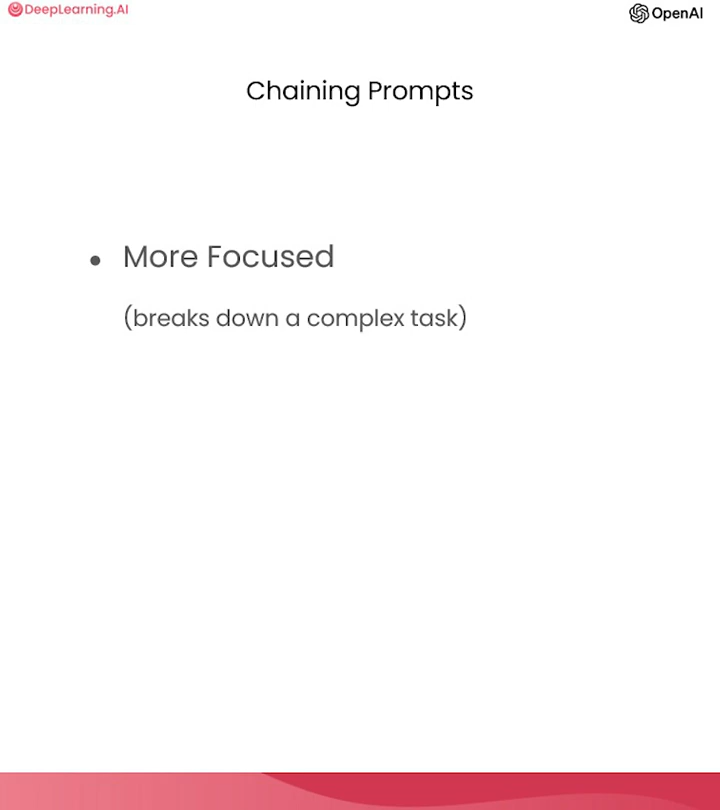 DeepLearning.AI
OpenAI
Chaining Prompts
• More Focused
(breaks down a complex task)